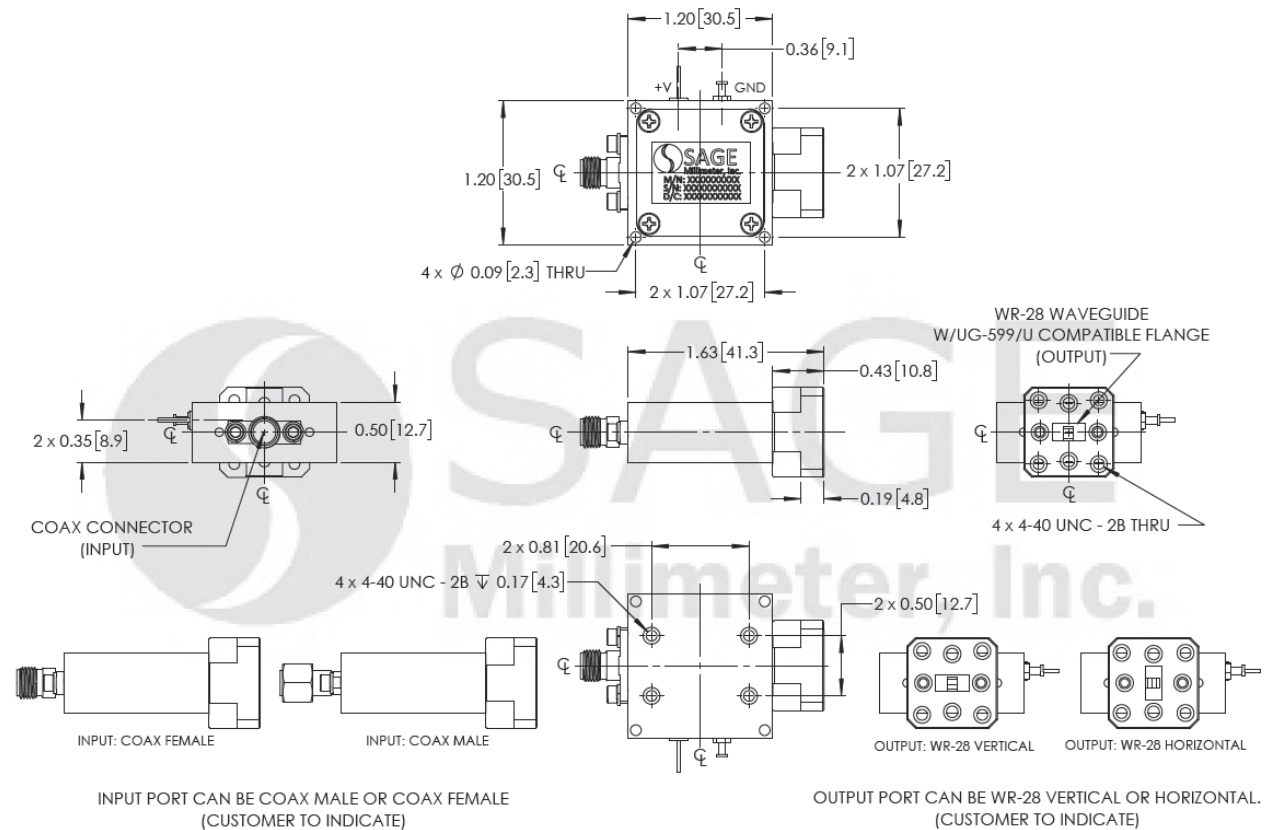 1.20 [30.5]
0.36 [9.1]
+V
GND
SAGE
Millimeter, Inc.
M/N: XXXXXXXXXX
S/N: XXXXXXXXXXX
D/C: XXXXXXXXXXX
1.20 [30.5]
℄
2 x 1.07 [27.2]
℄
4 x Ø 0.09 [2.3] THRU
2 x 1.07 [27.2]
WR-28 WAVEGUIDE
W/UG-599/U COMPATIBLE FLANGE
(OUTPUT)
SAGE
Millimeter, Inc.
1.63 [41.3]
0.43 [10.8]
2 x 0.35 [8.9]
℄
0.50 [12.7]
℄
℄
0.19 [4.8]
℄
℄
COAX CONNECTOR
(INPUT)
4 x 4-40 UNC - 2B THRU
2 x 0.81 [20.6]
4 x 4-40 UNC - 2B ↧ 0.17 [4.3]
2 x 0.50 [12.7]
℄
℄
INPUT: COAX FEMALE
INPUT: COAX MALE
OUTPUT: WR-28 VERTICAL
OUTPUT: WR-28 HORIZONTAL
INPUT PORT CAN BE COAX MALE OR COAX FEMALE
(CUSTOMER TO INDICATE)
OUTPUT PORT CAN BE WR-28 VERTICAL OR HORIZONTAL.
(CUSTOMER TO INDICATE)